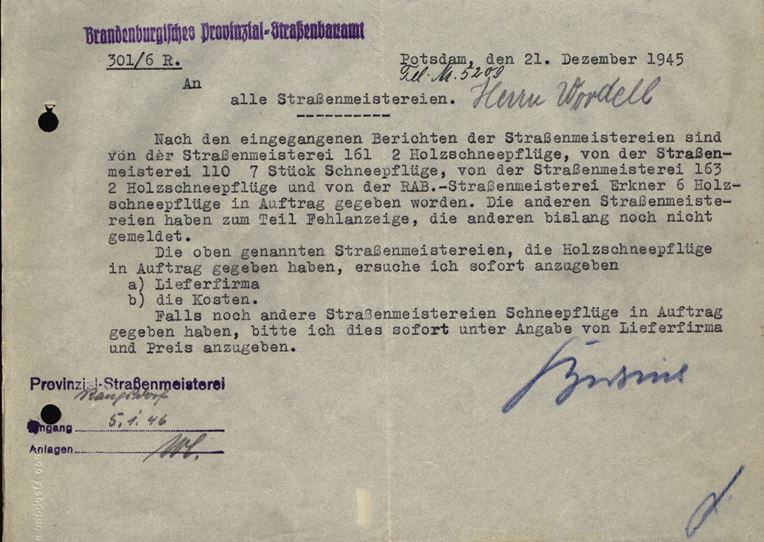 Brandenburgisches Provinzial-Straßenbauamt
301/6 R.
Potsdam, den 21. Dezember 1945
Tel. N. 5209
An
alle Straßenmeistereien. Herrn Wordell
Nach den eingegangenen Berichten der Straßenmeistereien sind
von der Straßenmeisterei 161 2 Holzschneepflüge, von der Straßen-
meisterei 110 7 Stück Schneepflüge, von der Straßenmeisterei 163
2 Holzschneepflüge und von der RAB.-Straßenmeisterei Erkner 6 Holz-
schneepflüge in Auftrag gegeben worden. Die anderen Straßenmeiste-
reien haben zum Teil Fehlanzeige, die anderen bislang noch nicht
gemeldet.
Die oben genannten Straßenmeistereien, die Holzschneepflüge
in Auftrag gegeben haben, ersuche ich sofort anzugeben
a) Lieferfirma
b) die Kosten.
Falls noch andere Straßenmeistereien Schneepflüge in Auftrag
gegeben haben, bitte ich dies sofort unter Angabe von Lieferfirma
und Preis anzugeben.
Provinzial-Straßenmeisterei
Rangsdorf
Eingang 5.1.46
Anlagen